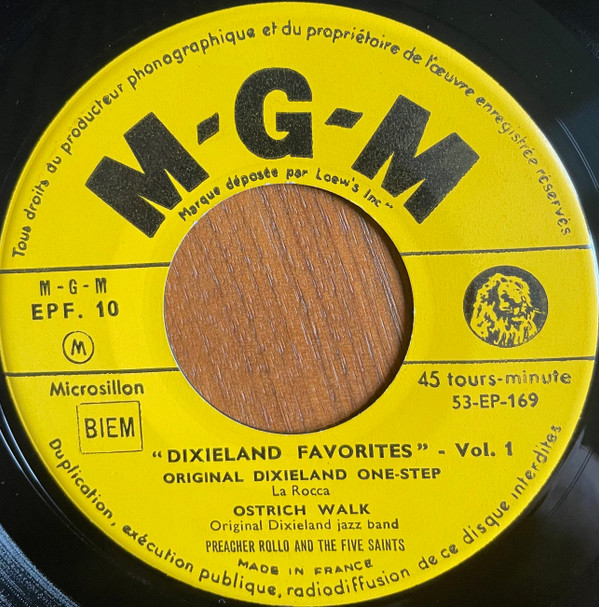 Tous droits du producteur phonographique et du propriétaire de l'œuvre enregistrée réservés
M-G-M
Marque déposée par Loew's Inc"
M-G-M
EPF. 10
M
Microsillon
BIEM
45 tours-minute
53-EP-169
"DIXIELAND FAVORITES" - Vol. 1
ORIGINAL DIXIELAND ONE-STEP
La Rocca
OSTRICH WALK
Original Dixieland jazz band
PREACHER ROLLO AND THE FIVE SAINTS
MADE IN FRANCE
Duplication, exécution publique, radiodiffusion de ce disque interdites